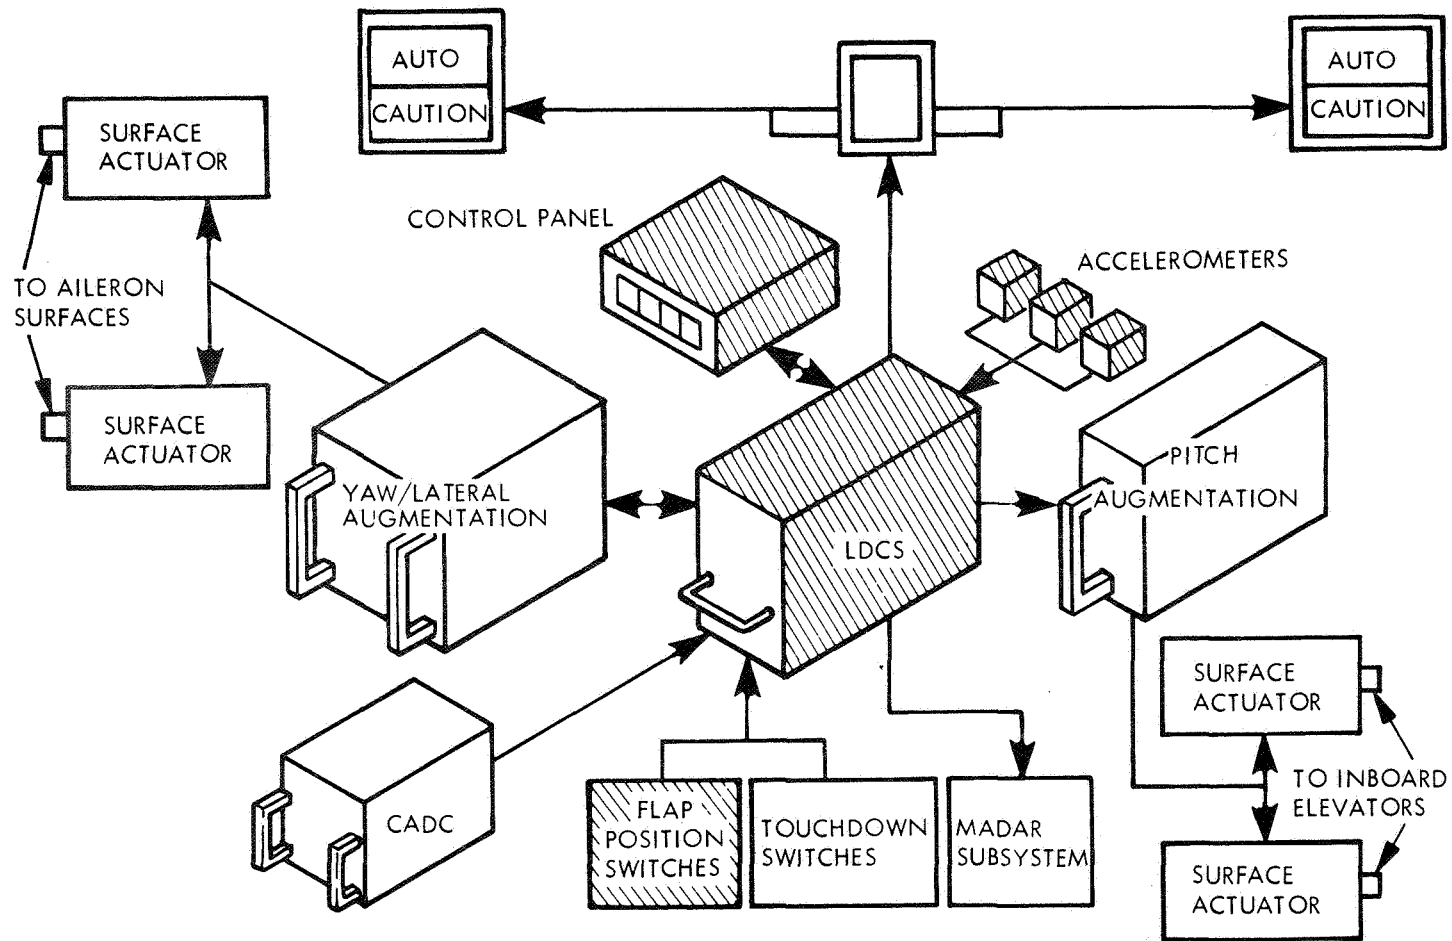 AUTO
CAUTION
AUTO
CAUTION
SURFACE
ACTUATOR
CONTROL PANEL
ACCELEROMETERS
TO AILERON
SURFACES
SURFACE
ACTUATOR
YAW/LATERAL
AUGMENTATION
PITCH
AUGMENTATION
LDCS
SURFACE
ACTUATOR
TO INBOARD
ELEVATORS
CADC
FLAP
POSITION
SWITCHES
TOUCHDOWN
SWITCHES
MADAR
SUBSYSTEM
SURFACE
ACTUATOR